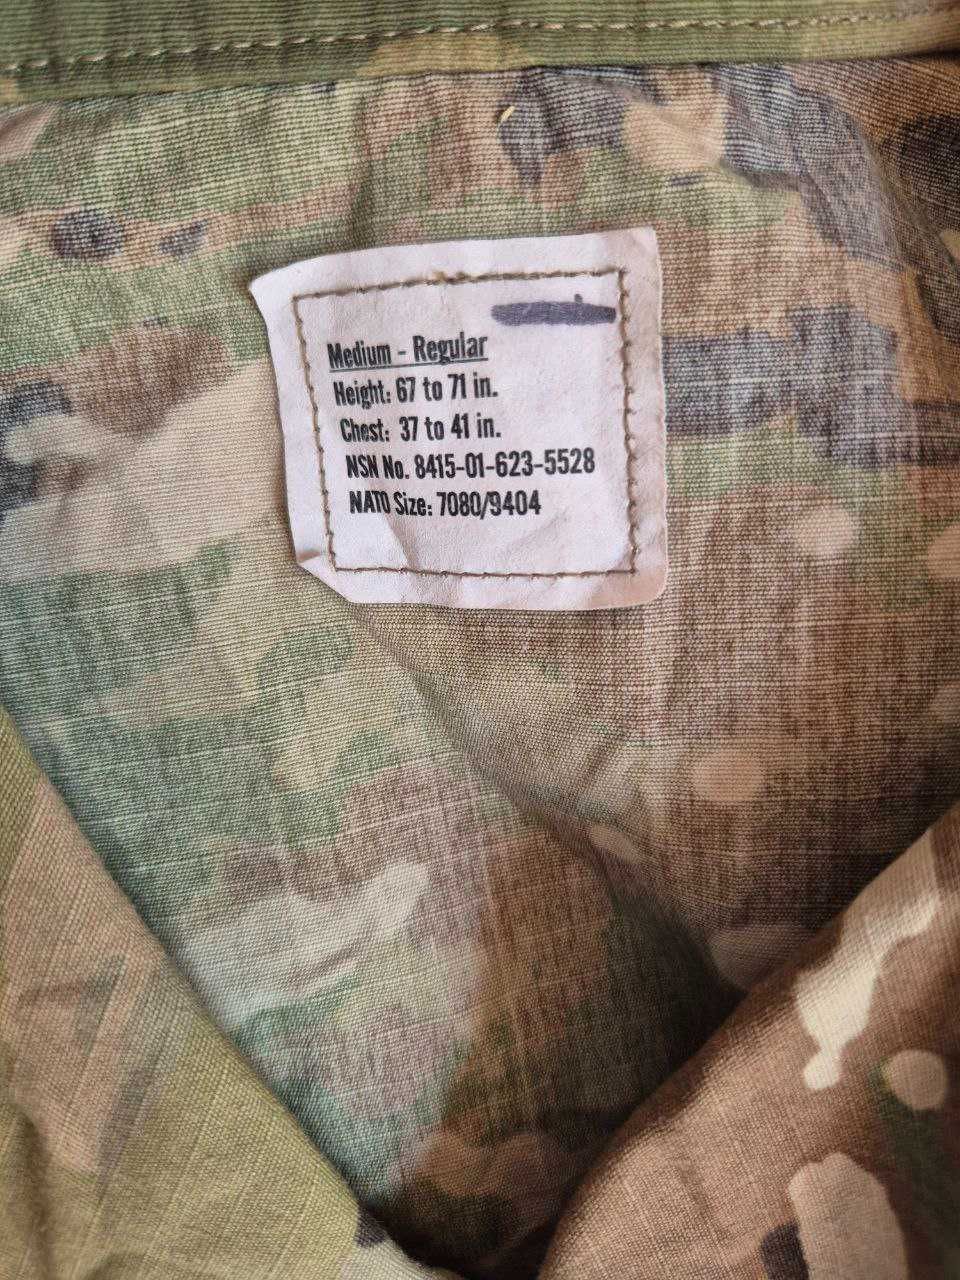 Medium - Regular
Height: 67 to 71 in.
Chest: 37 to 41 in.
NSN No. 8415-01-623-5528
NATO Size: 7080/9404